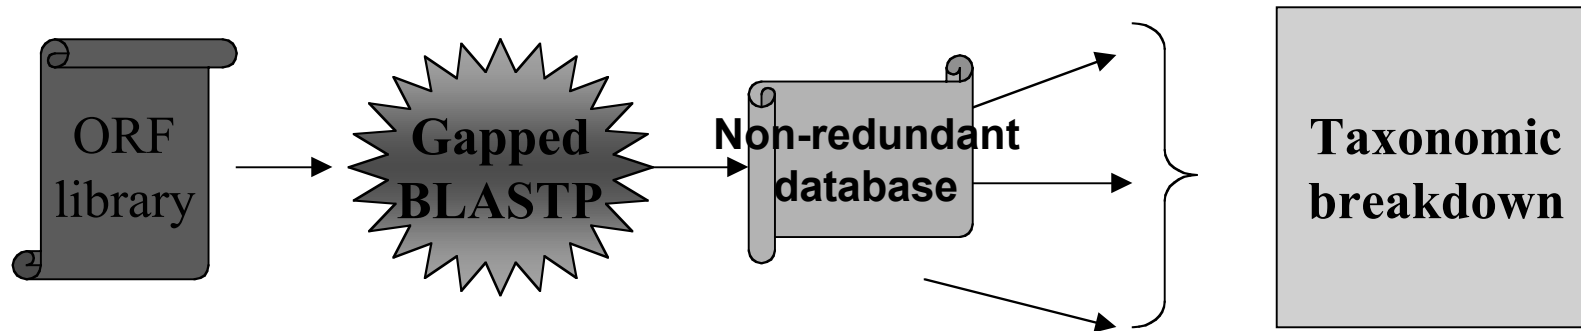 ORF
library
Gapped
BLASTP
Non-redundant
database
Taxonomic
breakdown